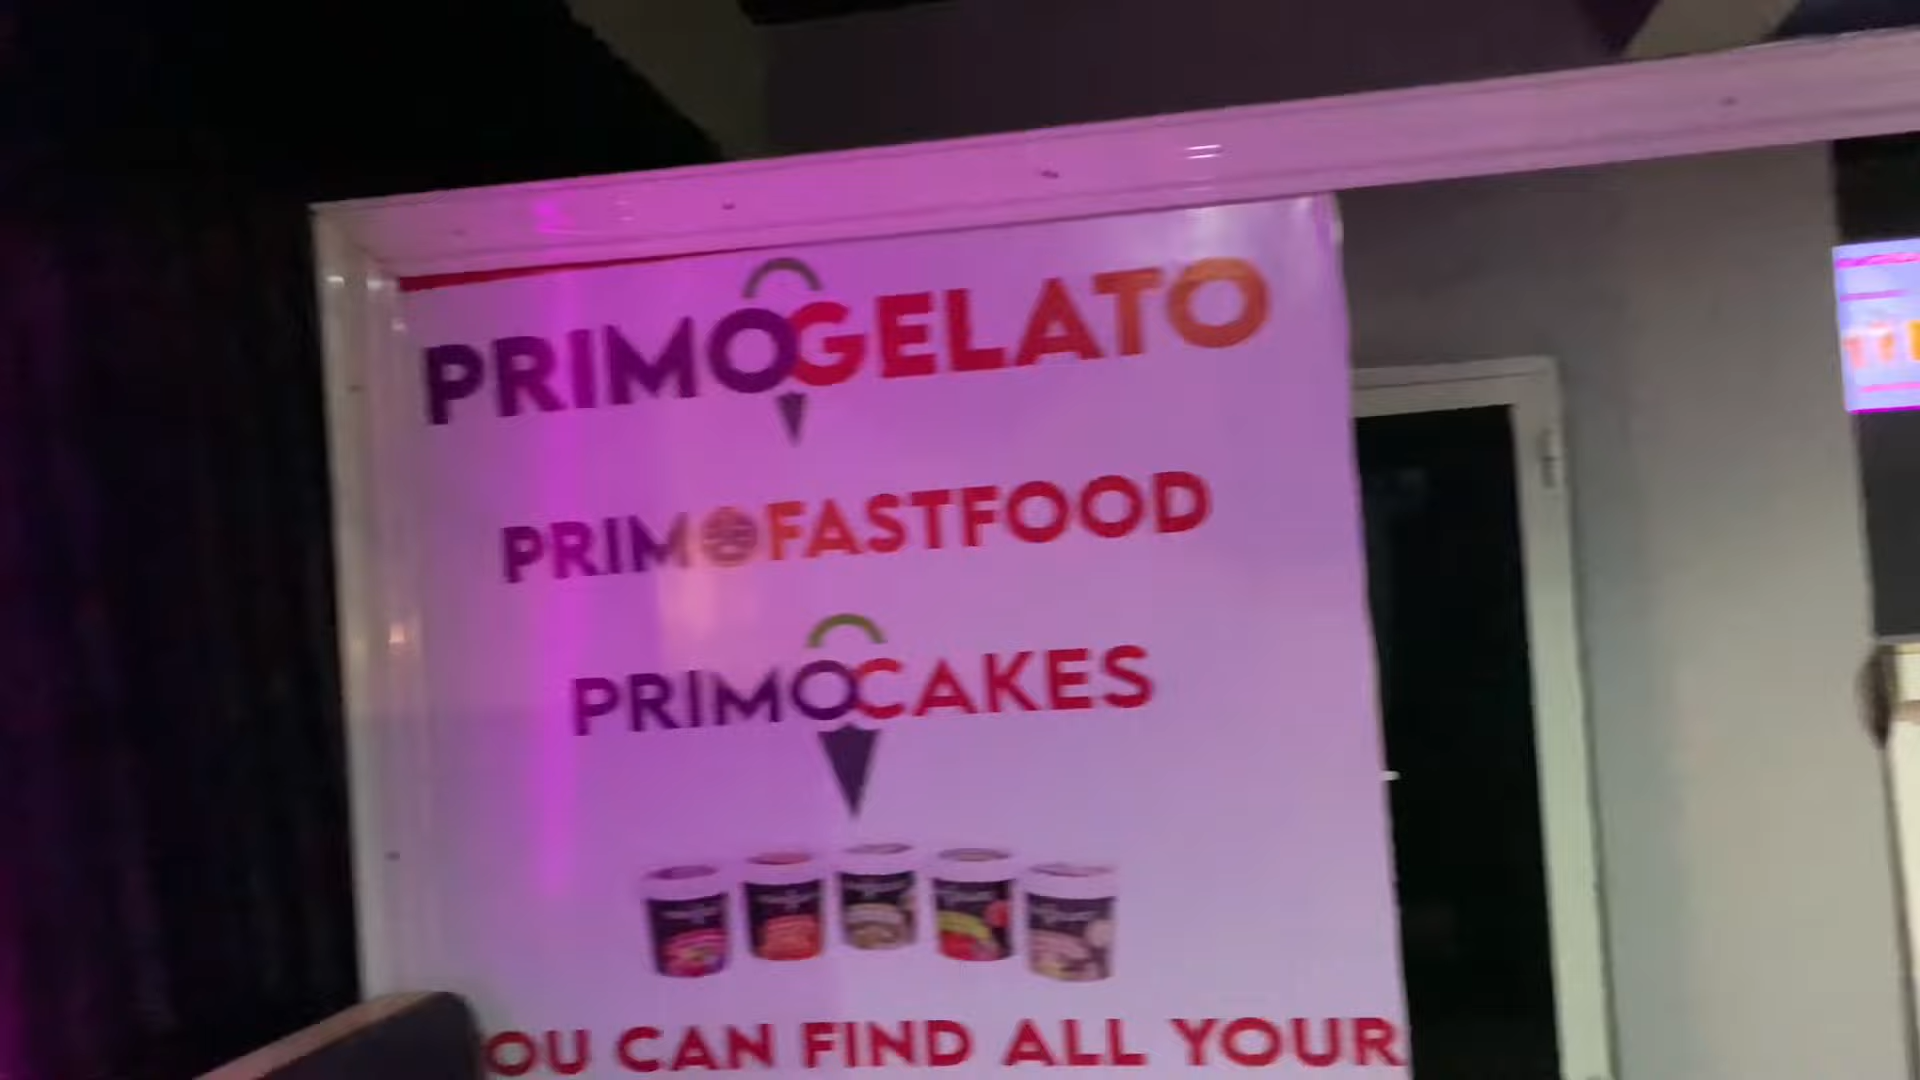 PRIMOGELATO
PRIMOFASTFOOD
PRIMOCAKES
OU CAN FIND ALL YOUR